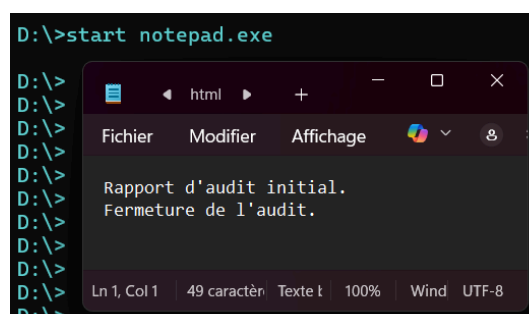 D:\>start notepad.exe
D:\>
D:\>
D:\>
D:\>
D:\>
D:\>
D:\>
D:\>
D:\>
D:\>
html
Fichier Modifier Affichage
Rapport d'audit initial.
Fermeture de l'audit.
Ln 1, Col 1 49 caractèr Texte 100% Wind UTF-8